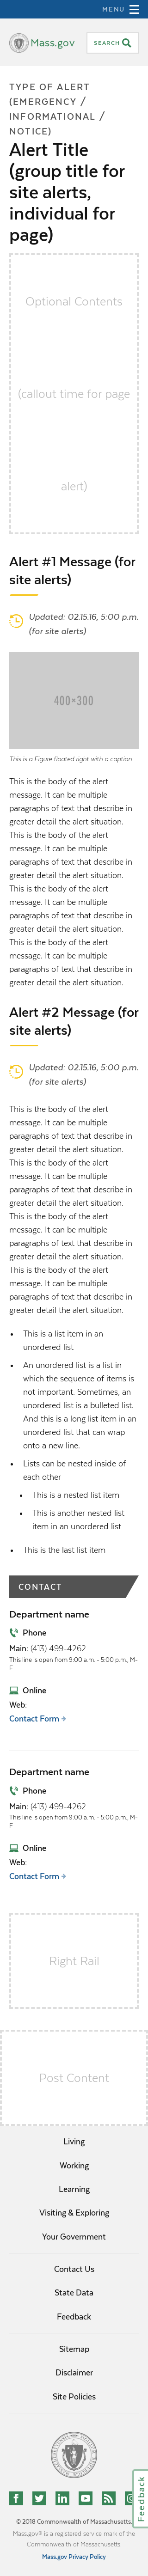 MENU
Mass.gov
SEARCH
TYPE OF ALERT
(EMERGENCY /
INFORMATIONAL /
NOTICE)
Alert Title
(group title for
site alerts,
individual for
page)
Optional Contents
(callout time for page
alert)
Alert #1 Message (for
site alerts)
Updated: 02.15.16, 5:00 p.m.
(for site alerts)
400×300
This is a Figure floated right with a caption
This is the body of the alert
message. It can be multiple
paragraphs of text that describe in
greater detail the alert situation.
This is the body of the alert
message. It can be multiple
paragraphs of text that describe in
greater detail the alert situation.
This is the body of the alert
message. It can be multiple
paragraphs of text that describe in
greater detail the alert situation.
This is the body of the alert
message. It can be multiple
paragraphs of text that describe in
greater detail the alert situation.
Alert #2 Message (for
site alerts)
Updated: 02.15.16, 5:00 p.m.
(for site alerts)
This is the body of the alert
message. It can be multiple
paragraphs of text that describe in
greater detail the alert situation.
This is the body of the alert
message. It can be multiple
paragraphs of text that describe in
greater detail the alert situation.
This is the body of the alert
message. It can be multiple
paragraphs of text that describe in
greater detail the alert situation.
This is the body of the alert
message. It can be multiple
paragraphs of text that describe in
greater detail the alert situation.
• This is a list item in an
unordered list
• An unordered list is a list in
which the sequence of items is
not important. Sometimes, an
unordered list is a bulleted list.
And this is a long list item in an
unordered list that can wrap
onto a new line.
• Lists can be nested inside of
each other
• This is a nested list item
• This is another nested list
item in an unordered list
• This is the last list item
CONTACT
Department name
Phone
Main: (413) 499-4262
This line is open from 9:00 a.m. - 5:00 p.m., M-
F
Online
Web:
Contact Form →
Department name
Phone
Main: (413) 499-4262
This line is open from 9:00 a.m. - 5:00 p.m., M-
F
Online
Web:
Contact Form →
Right Rail
Post Content
Living
Working
Learning
Visiting & Exploring
Your Government
Contact Us
State Data
Feedback
Sitemap
Disclaimer
Site Policies
Feedback
© 2018 Commonwealth of Massachusetts.
Mass.gov® is a registered service mark of the
Commonwealth of Massachusetts.
Mass.gov Privacy Policy